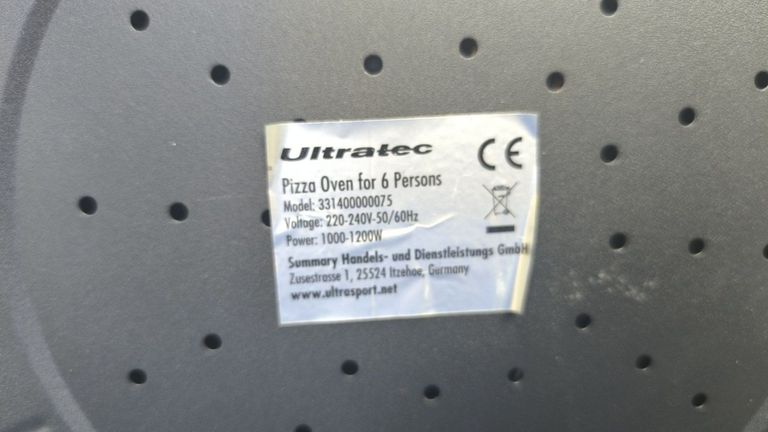 Ultratec
CE
Pizza Oven for 6 Persons
Model: 331400000075
Voltage: 220-240V-50/60Hz
Power: 1000-1200W
Summary Handels- und Dienstleistungs GmbH
Zusestrasse 1, 25524 Itzehoe, Gurmany
www.ultrasport.net